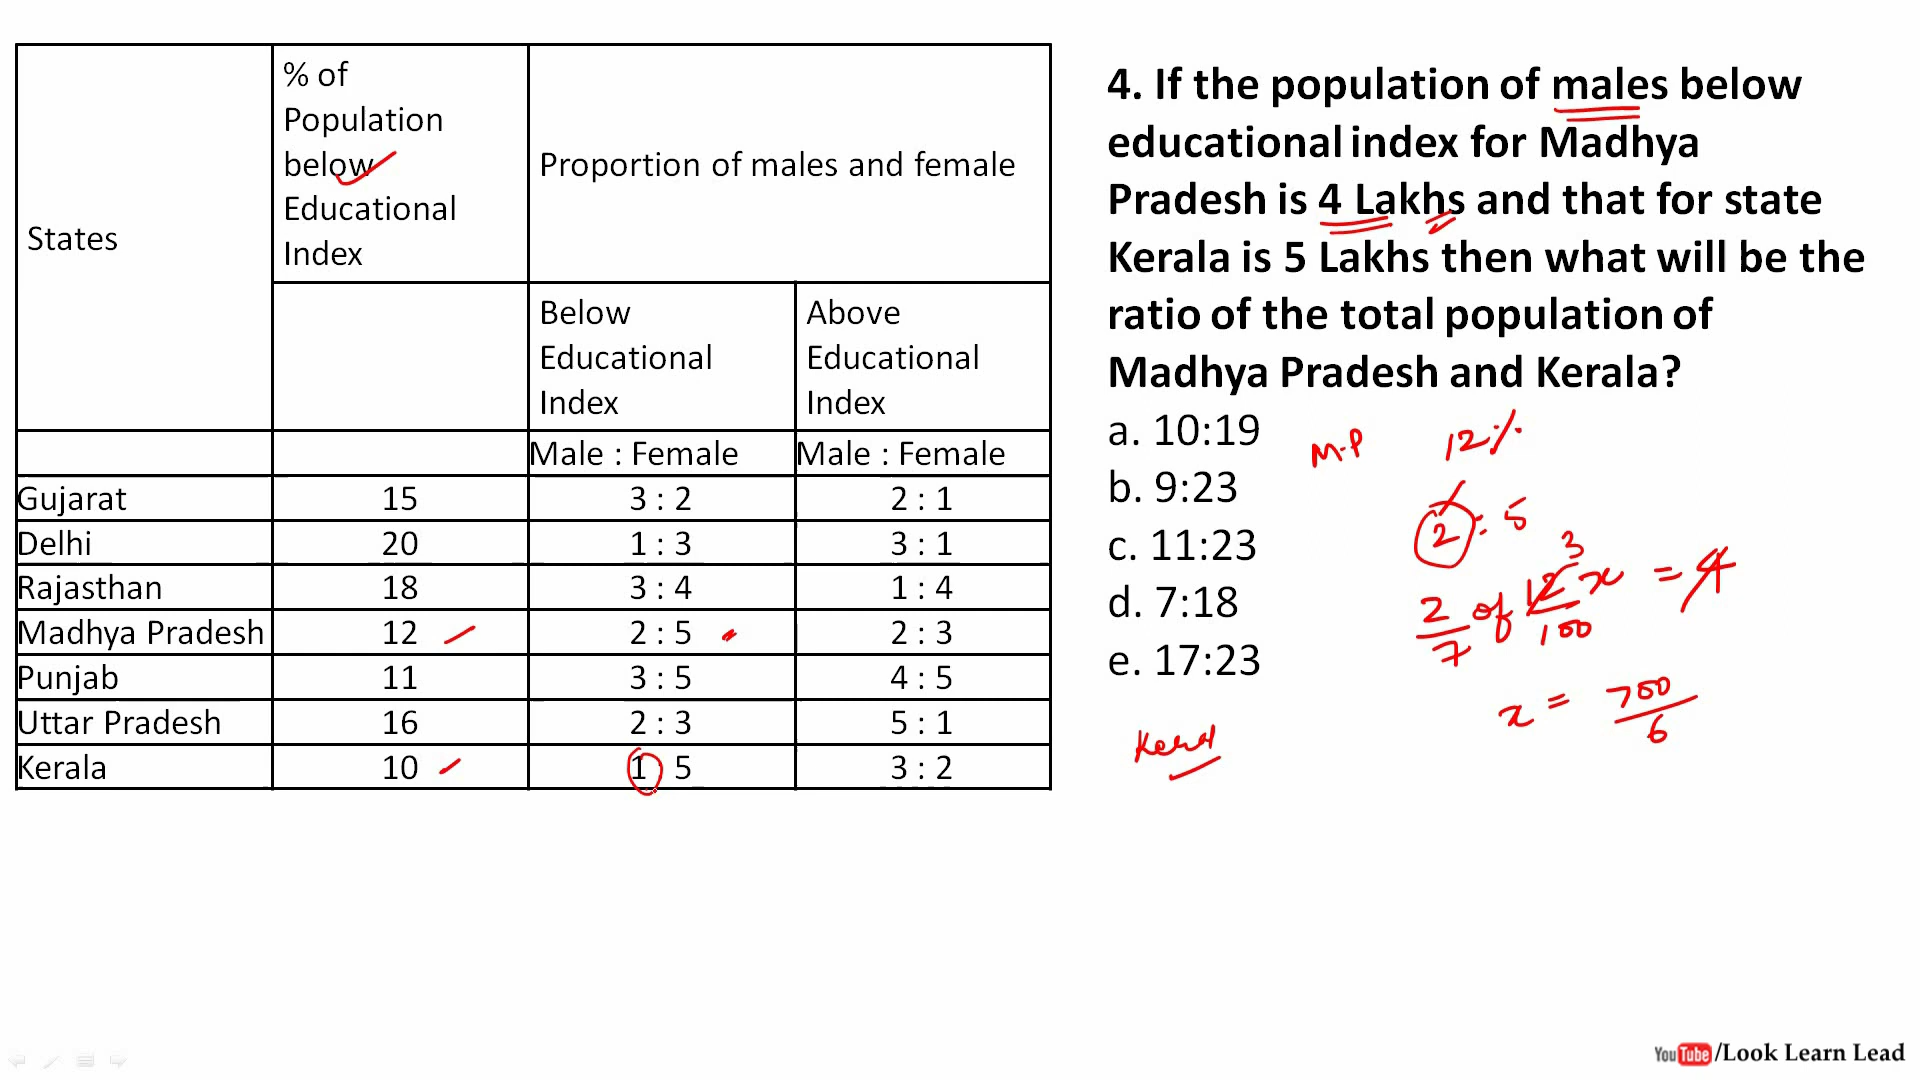 States
% of
Population
below
Educational
Index
Proportion of males and female
Below
Educational
Index
Above
Educational
Index
Male : Female
Male : Female
Gujarat 15 3 : 2 2 : 1
Delhi 20 1 : 3 3 : 1
Rajasthan 18 3 : 4 1 : 4
Madhya Pradesh 12 2 : 5 2 : 3
Punjab 11 3 : 5 4 : 5
Uttar Pradesh 16 2 : 3 5 : 1
Kerala 10 1 5 3 : 2
4. If the population of males below
educational index for Madhya
Pradesh is 4 Lakhs and that for state
Kerala is 5 Lakhs then what will be the
ratio of the total population of
Madhya Pradesh and Kerala?
a. 10:19
b. 9:23
c. 11:23
d. 7:18
e. 17:23
M.P 12%
2 : 5
3
2/7 of 12/100 x = 4
x = 700/6
Keral
YouTube/Look Learn Lead